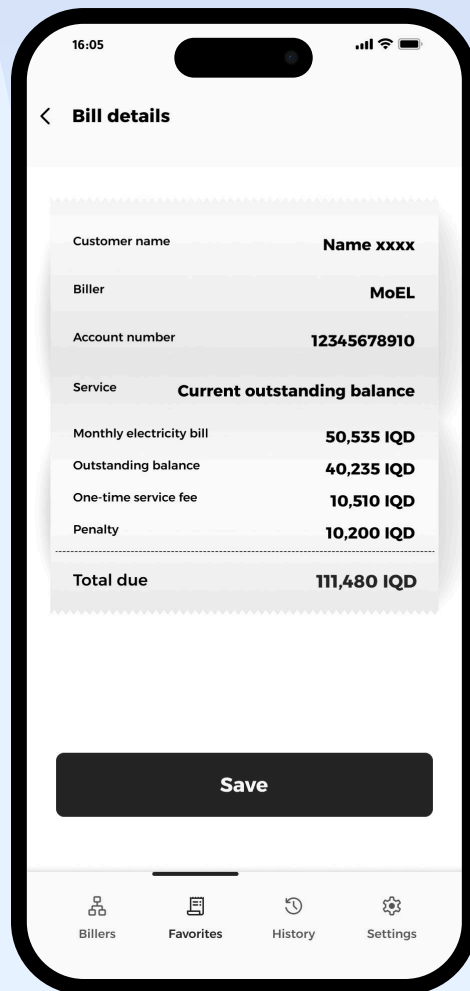 16:05
Bill details
Customer name Name xxxx
Biller MoEL
Account number 12345678910
Service Current outstanding balance
Monthly electricity bill 50,535 IQD
Outstanding balance 40,235 IQD
One-time service fee 10,510 IQD
Penalty 10,200 IQD
Total due 111,480 IQD
Save
Billers Favorites History Settings